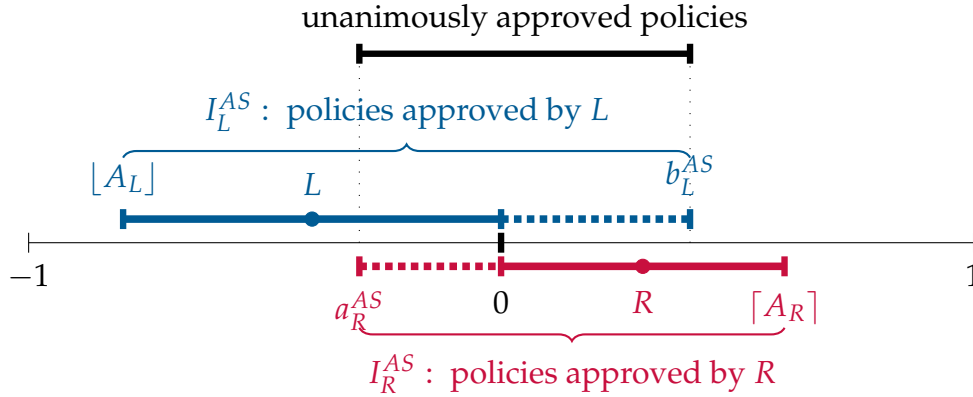 unanimously approved policies
I_L^{AS} : policies approved by L
⌊A_L⌋ L b_L^{AS}
−1 1
a_R^{AS} 0 R ⌈A_R⌉
I_R^{AS} : policies approved by R